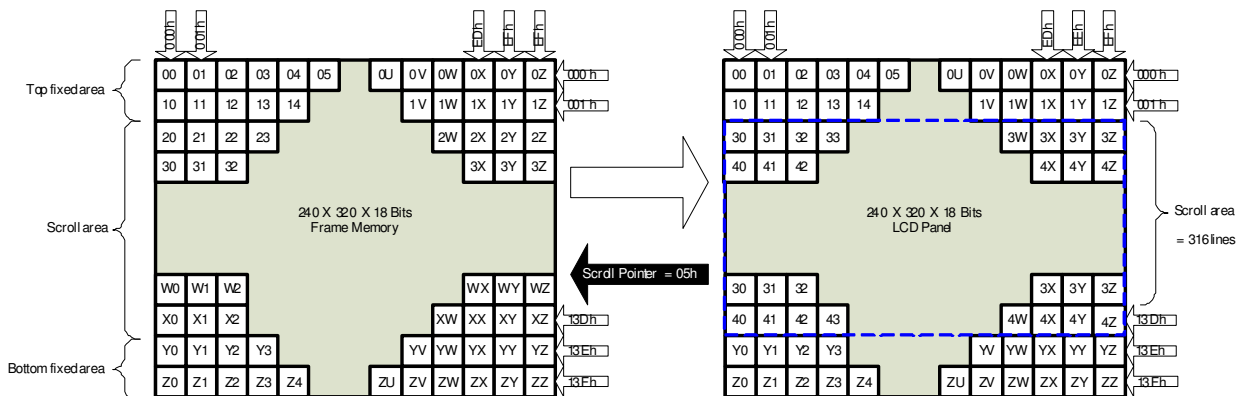 000h 001h EDh EFh EFh 000h 001h EDh EEh EFh
00 01 02 03 04 05 0U 0V 0W 0X 0Y 0Z 000h 00 01 02 03 04 05 0U 0V 0W 0X 0Y 0Z 000h
Top fixed area
10 11 12 13 14 1V 1W 1X 1Y 1Z 001h 10 11 12 13 14 1V 1W 1X 1Y 1Z 001h
20 21 22 23 2W 2X 2Y 2Z 30 31 32 33 3W 3X 3Y 3Z
30 31 32 3X 3Y 3Z 40 41 42 4X 4Y 4Z
240 X 320 X 18 Bits 240 X 320 X 18 Bits Scroll area
Scroll area Frame Memory LCD Panel = 316 lines
Scroll Pointer = 05h
W0 W1 W2 WX WY WZ 30 31 32 3X 3Y 3Z
X0 X1 X2 XW XX XY XZ 13Dh 40 41 42 43 4W 4X 4Y 4Z 13Dh
Y0 Y1 Y2 Y3 YV YW YX YY YZ 13Eh Y0 Y1 Y2 Y3 YV YW YX YY YZ 13Eh
Bottom fixed area
Z0 Z1 Z2 Z3 Z4 ZU ZV ZW ZX ZY ZZ 13Fh Z0 Z1 Z2 Z3 Z4 ZU ZV ZW ZX ZY ZZ 13Fh